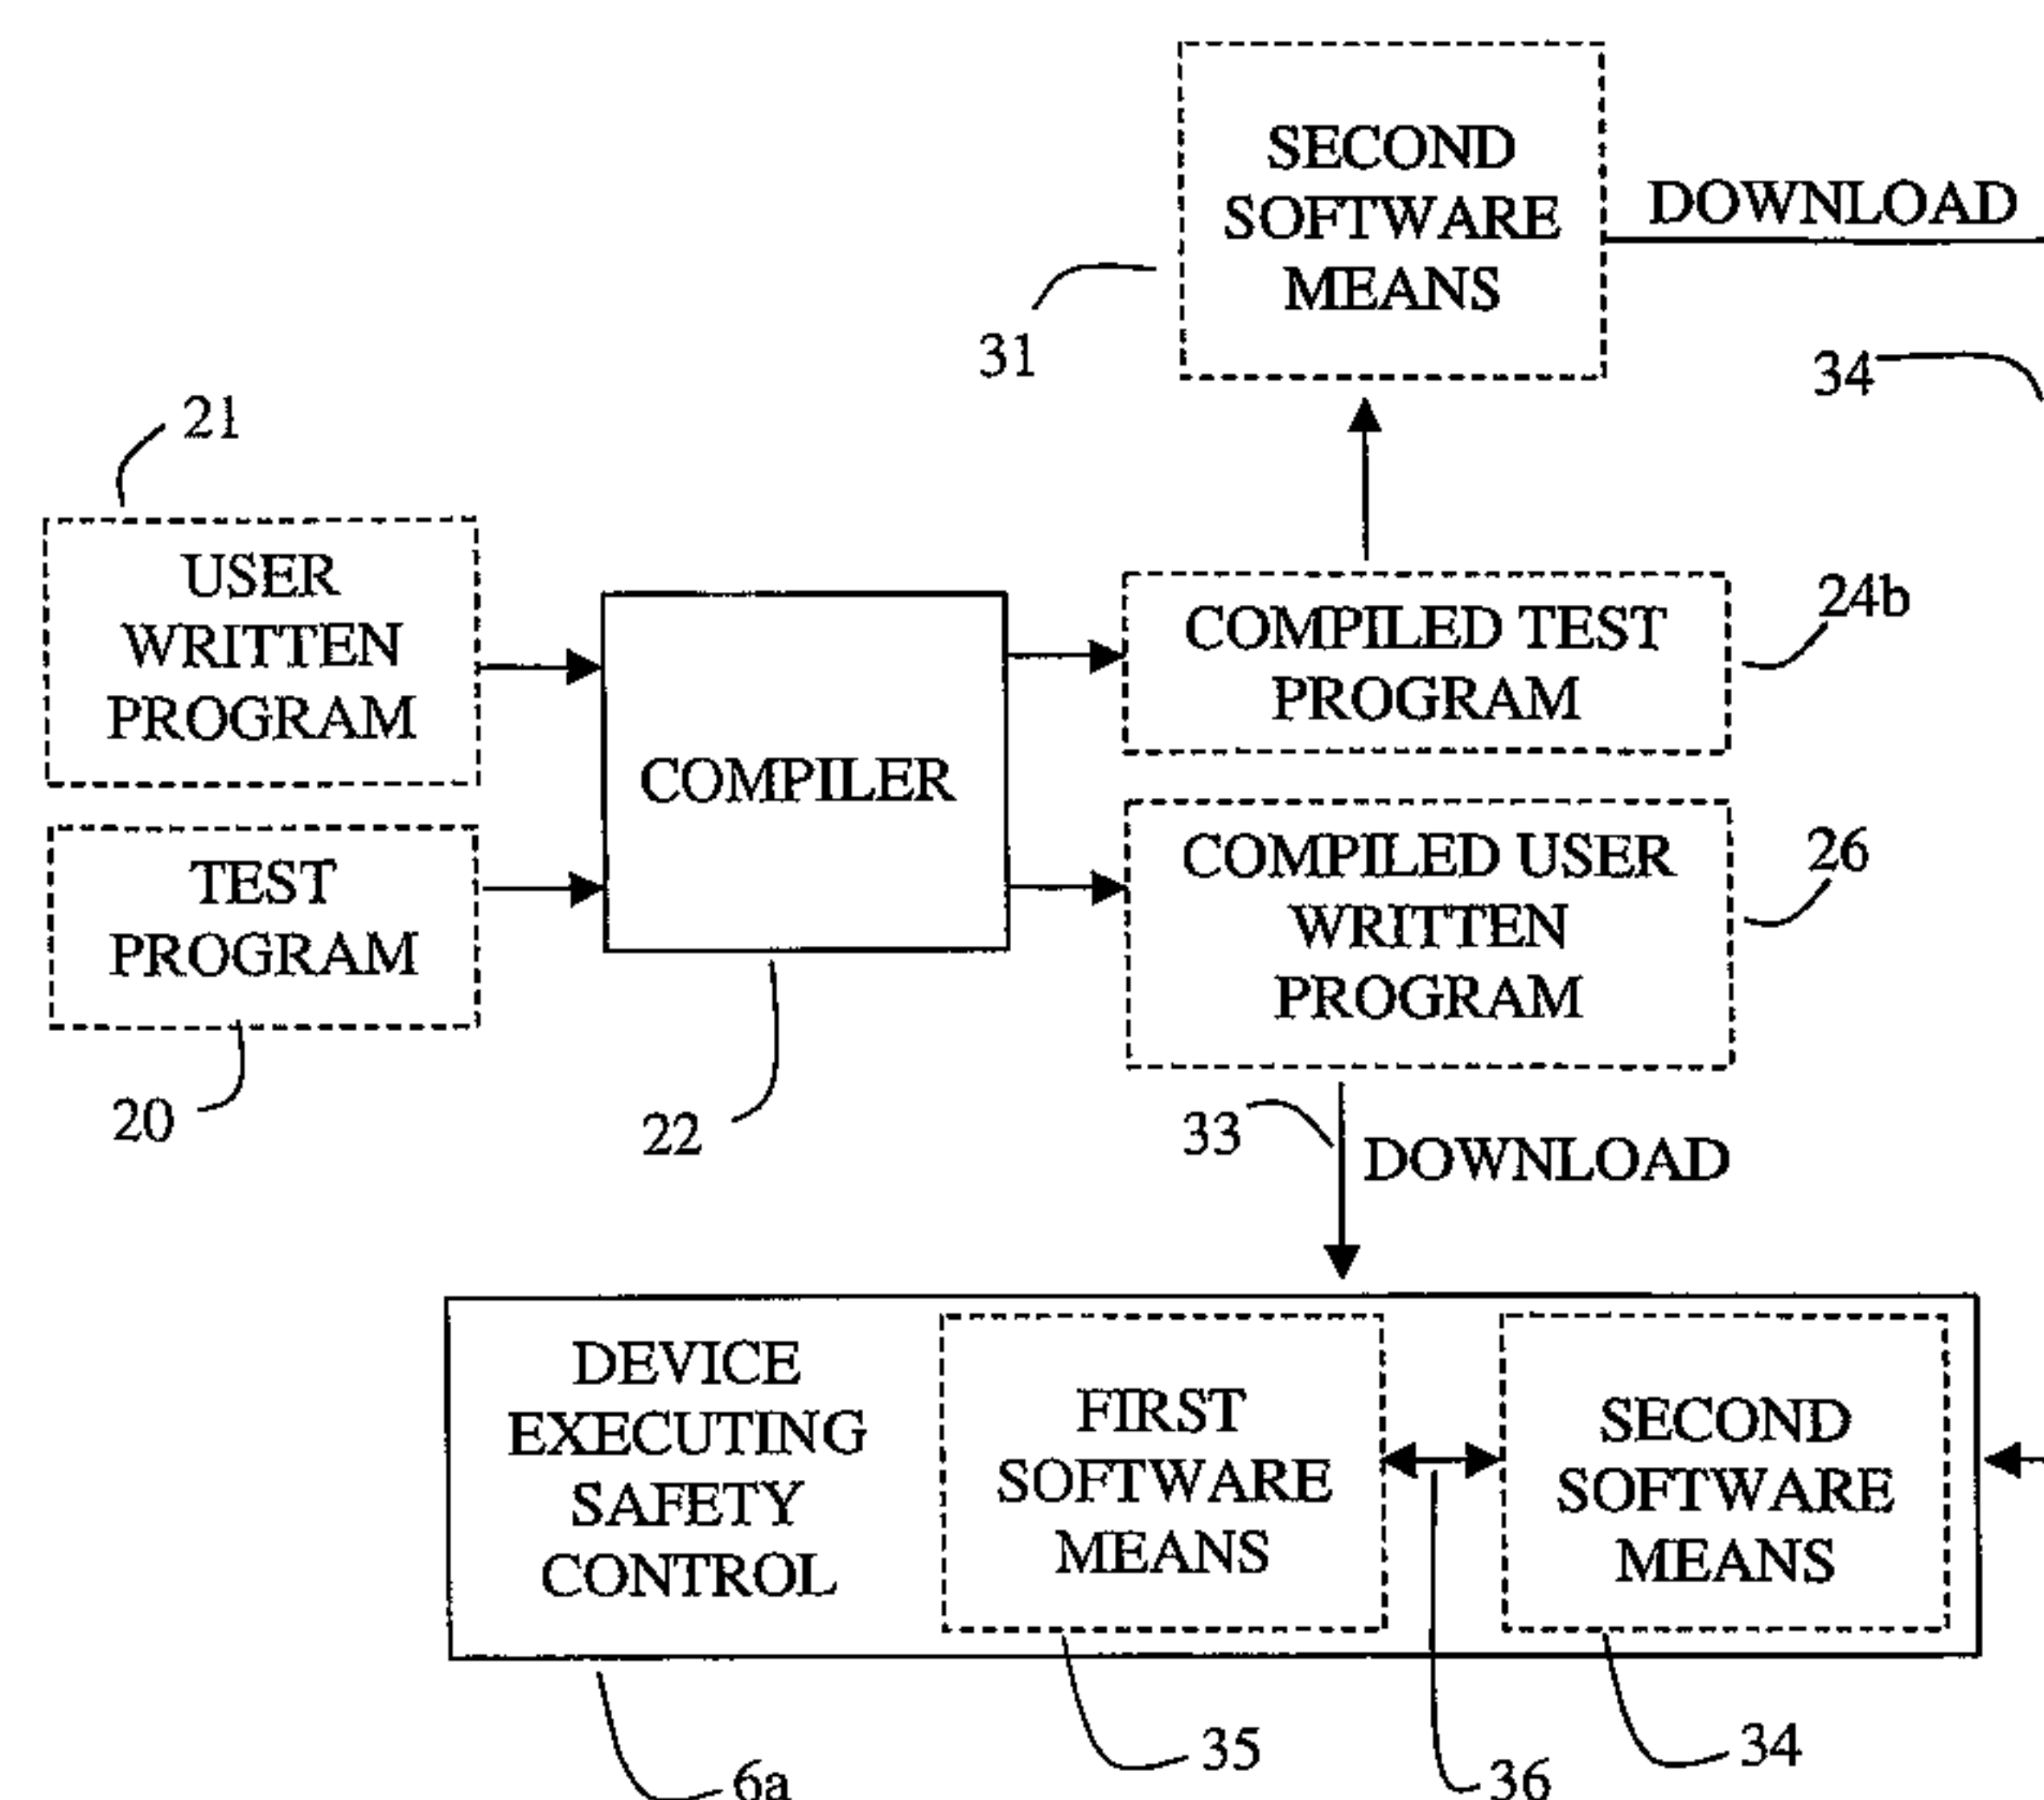 SECOND
SOFTWARE
MEANS
DOWNLOAD
31
34
21
USER
WRITTEN
PROGRAM
TEST
PROGRAM
20
COMPILER
22
COMPILED TEST
PROGRAM
24b
COMPILED USER
WRITTEN
PROGRAM
26
33
DOWNLOAD
DEVICE
EXECUTING
SAFETY
CONTROL
FIRST
SOFTWARE
MEANS
SECOND
SOFTWARE
MEANS
6a
35
36
34